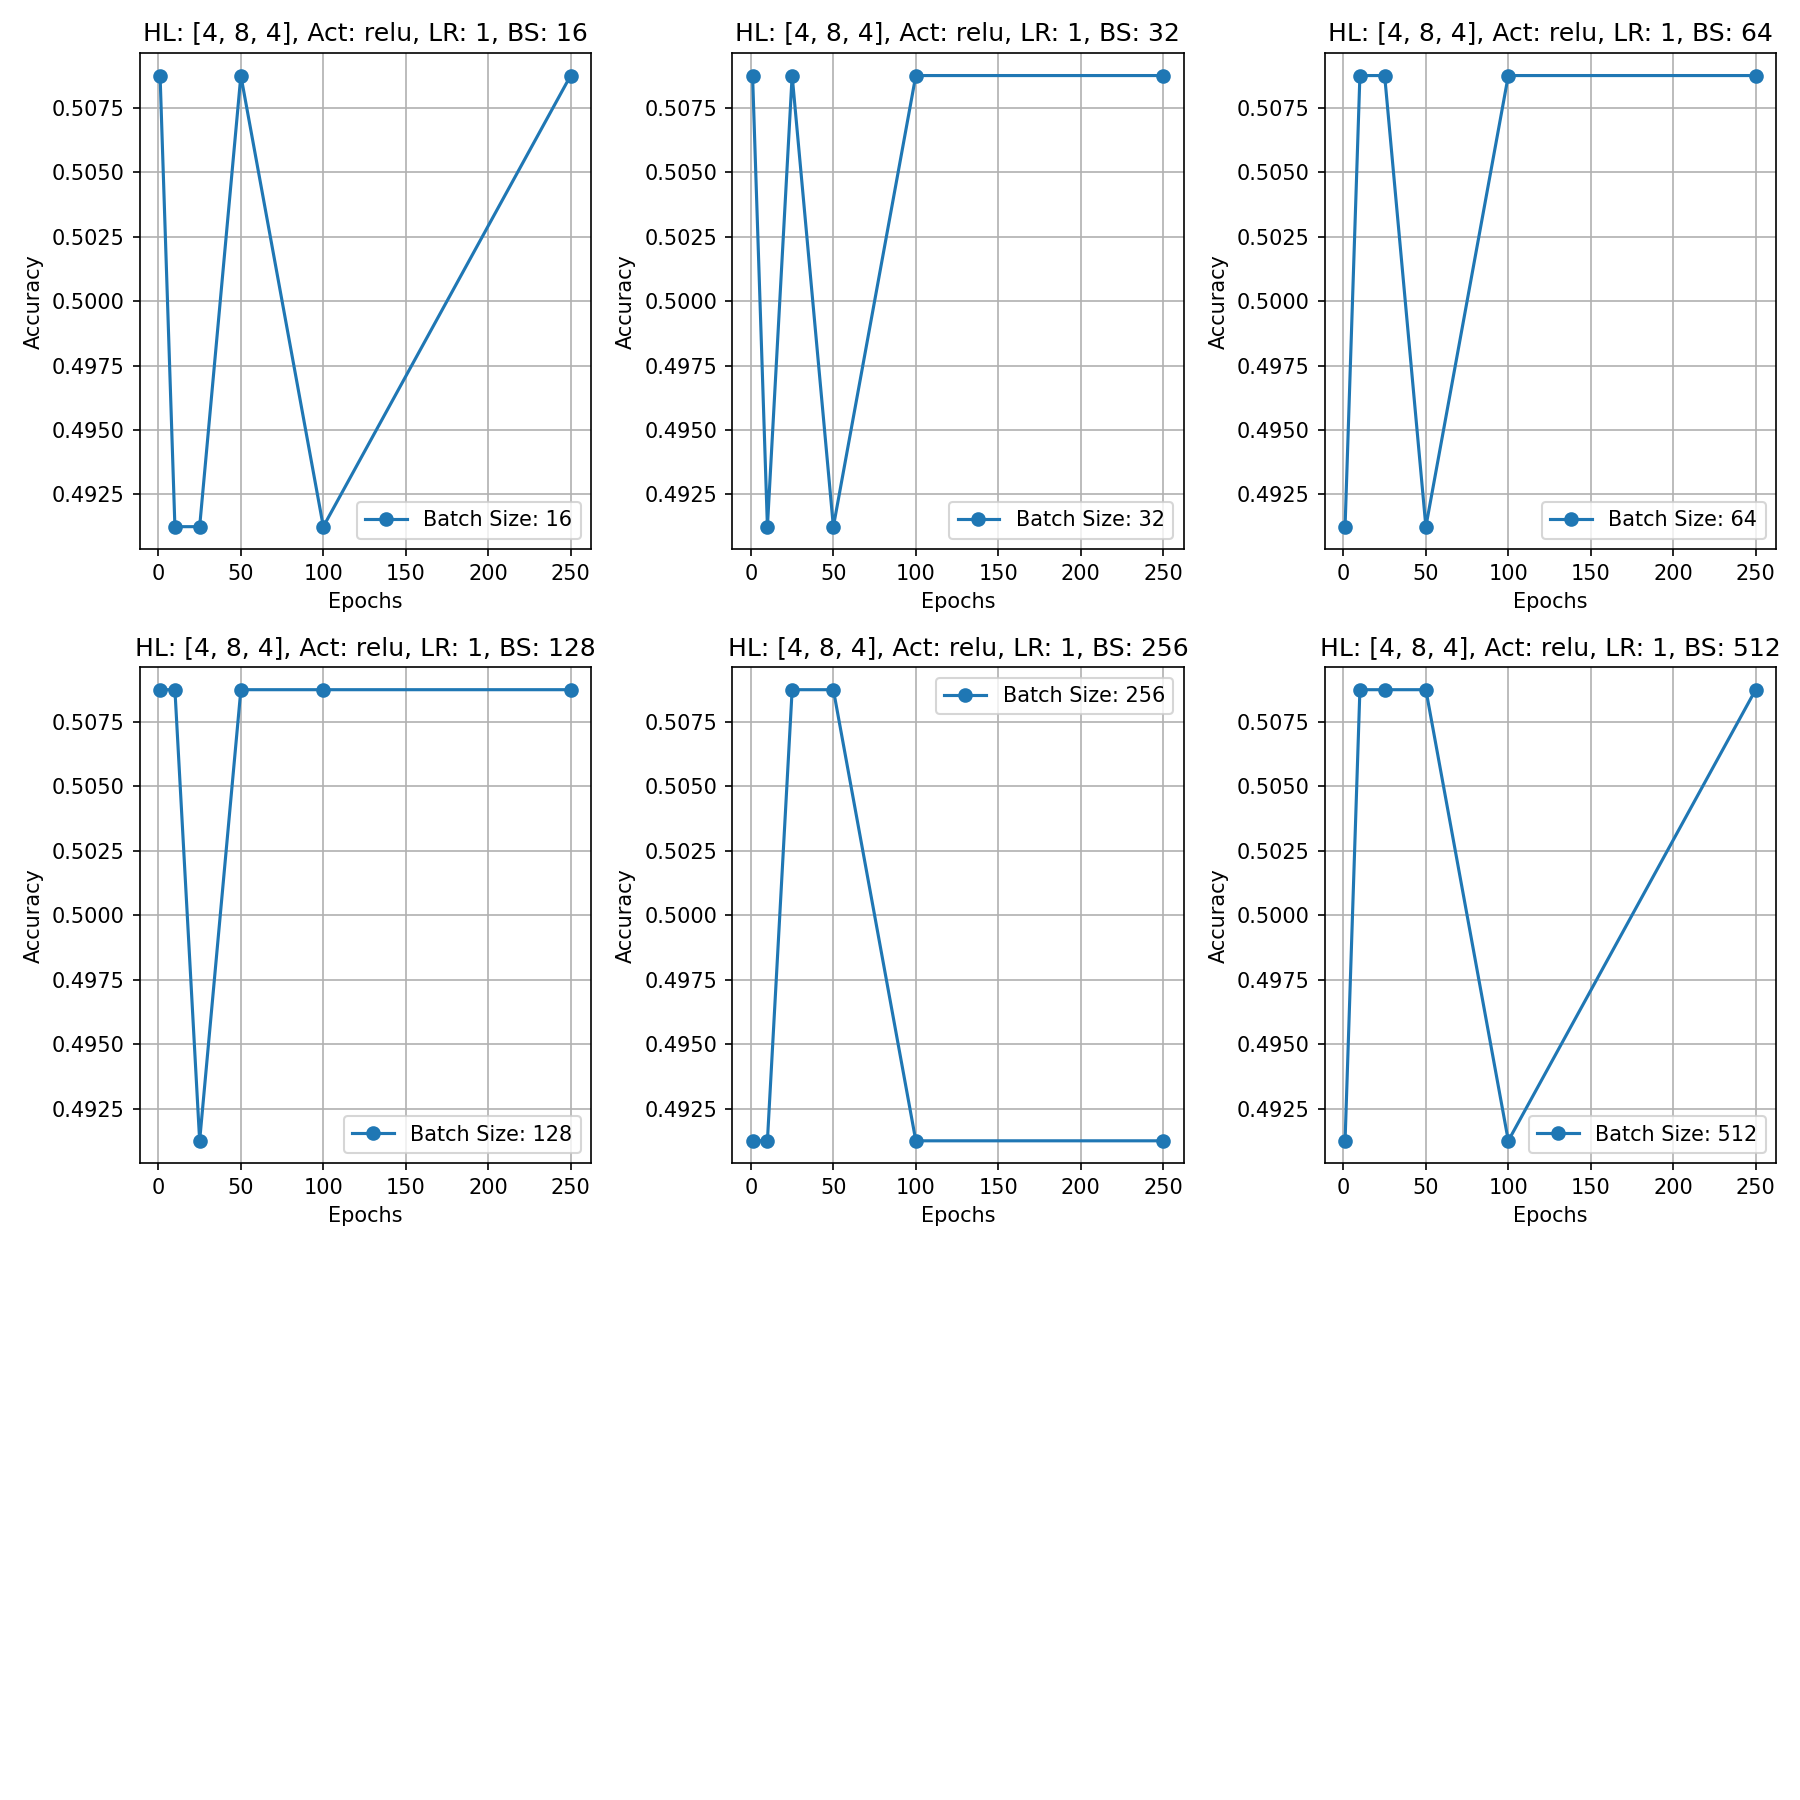 HL: [4, 8, 4], Act: relu, LR: 1, BS: 16
Accuracy
0.5075
0.5050
0.5025
0.5000
0.4975
0.4950
0.4925
Batch Size: 16
0 50 100 150 200 250
Epochs
HL: [4, 8, 4], Act: relu, LR: 1, BS: 32
Accuracy
0.5075
0.5050
0.5025
0.5000
0.4975
0.4950
0.4925
Batch Size: 32
0 50 100 150 200 250
Epochs
HL: [4, 8, 4], Act: relu, LR: 1, BS: 64
Accuracy
0.5075
0.5050
0.5025
0.5000
0.4975
0.4950
0.4925
Batch Size: 64
0 50 100 150 200 250
Epochs
HL: [4, 8, 4], Act: relu, LR: 1, BS: 128
Accuracy
0.5075
0.5050
0.5025
0.5000
0.4975
0.4950
0.4925
Batch Size: 128
0 50 100 150 200 250
Epochs
HL: [4, 8, 4], Act: relu, LR: 1, BS: 256
Batch Size: 256
Accuracy
0.5075
0.5050
0.5025
0.5000
0.4975
0.4950
0.4925
0 50 100 150 200 250
Epochs
HL: [4, 8, 4], Act: relu, LR: 1, BS: 512
Accuracy
0.5075
0.5050
0.5025
0.5000
0.4975
0.4950
0.4925
Batch Size: 512
0 50 100 150 200 250
Epochs